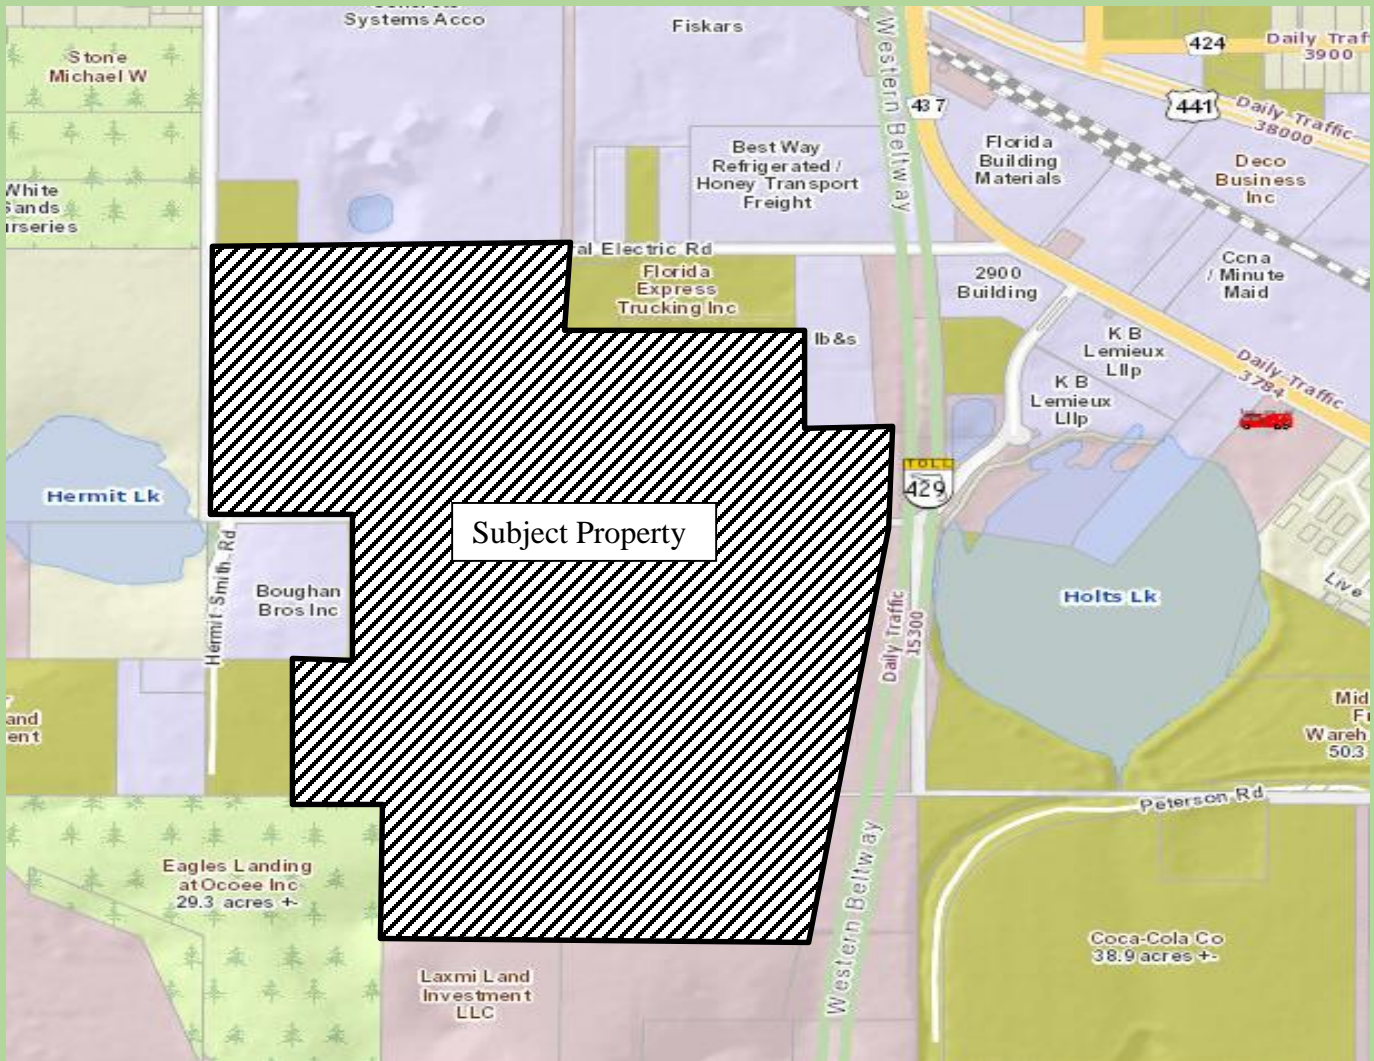 Systems Acco
Fiskars
Western Beltway
424
Daily Traf
3900
Stone
Michael W
437
441
Daily Traffic
38000
Best Way
Refrigerated /
Honey Transport
Freight
Florida
Building
Materials
Deco
Business
Inc
White
Sands
urseries
ral Electric Rd
Florida
Express
Trucking Inc
2900
Building
Ccna
/ Minute
Maid
Ib&s
K B
Lemieux
Lllp
K B
Lemieux
Lllp
Daily Traffic
3784
TOLL
429
Hermit Lk
Subject Property
Hermit Smith Rd
Boughan
Bros Inc
Daily Traffic
15300
Holts Lk
Live
and
ent
Mid
Fr
Wareh
50.3
Peterson Rd
Eagles Landing
at Ocoee Inc
29.3 acres +-
Western Beltway
Coca-Cola Co
38.9 acres +-
Laxmi Land
Investment
LLC